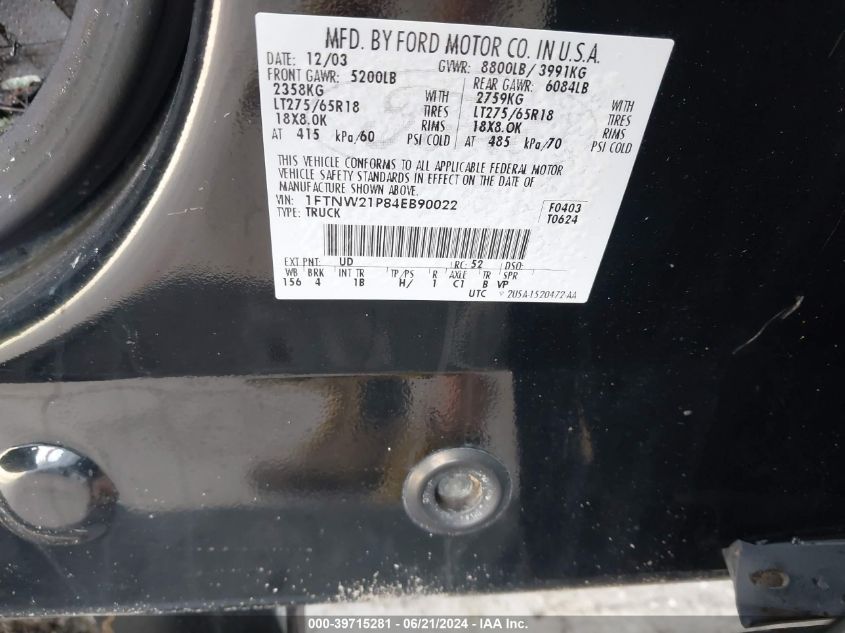 MFD. BY FORD MOTOR CO. IN U.S.A.
DATE: 12/03 GVWR: 8800LB/ 3991KG
FRONT GAWR: 5200LB REAR GAWR: 6084LB
2358KG WITH 2759KG WITH
LT275/65R18 TIRES LT275/65R18 TIRES
18X8.0K RIMS 18X8.0K RIMS
AT 415 kPa/60 PSI COLD AT 485 kPa/70 PSI COLD
THIS VEHICLE CONFORMS TO ALL APPLICABLE FEDERAL MOTOR
VEHICLE SAFETY STANDARDS IN EFFECT ON THE DATE OF
MANUFACTURE SHOWN ABOVE.
VIN: 1FTNW21P84EB90022 F0403
TYPE: TRUCK T0624
EXT PNT: UD RC: 52 DSO:
WB BRK INT TR TP/PS R AXLE TR SPR
156 4 1B H/ 1 C1 B VP
UTC
000-39715281 - 06/21/2024 - IAA Inc.